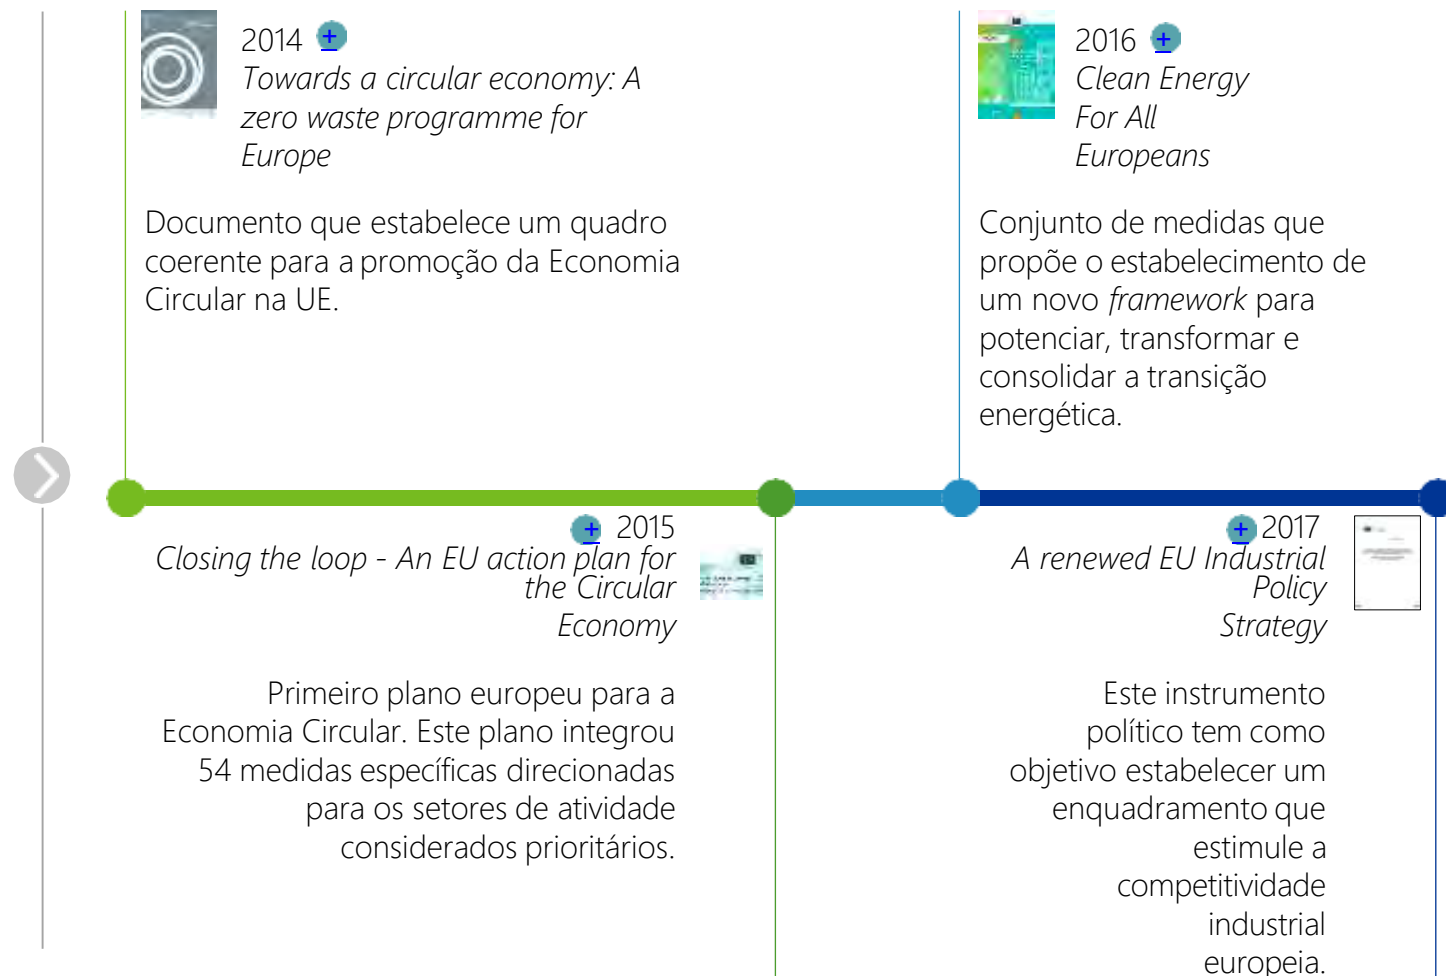 2014 +
Towards a circular economy: A
zero waste programme for
Europe
Documento que estabelece um quadro
coerente para a promoção da Economia
Circular na UE.
2016 +
Clean Energy
For All
Europeans
Conjunto de medidas que
propõe o estabelecimento de
um novo framework para
potenciar, transformar e
consolidar a transição
energética.
+ 2015
Closing the loop - An EU action plan for
the Circular
Economy
Primeiro plano europeu para a
Economia Circular. Este plano integrou
54 medidas específicas direcionadas
para os setores de atividade
considerados prioritários.
+ 2017
A renewed EU Industrial
Policy
Strategy
Este instrumento
político tem como
objetivo estabelecer um
enquadramento que
estimule a
competitividade
industrial
europeia.